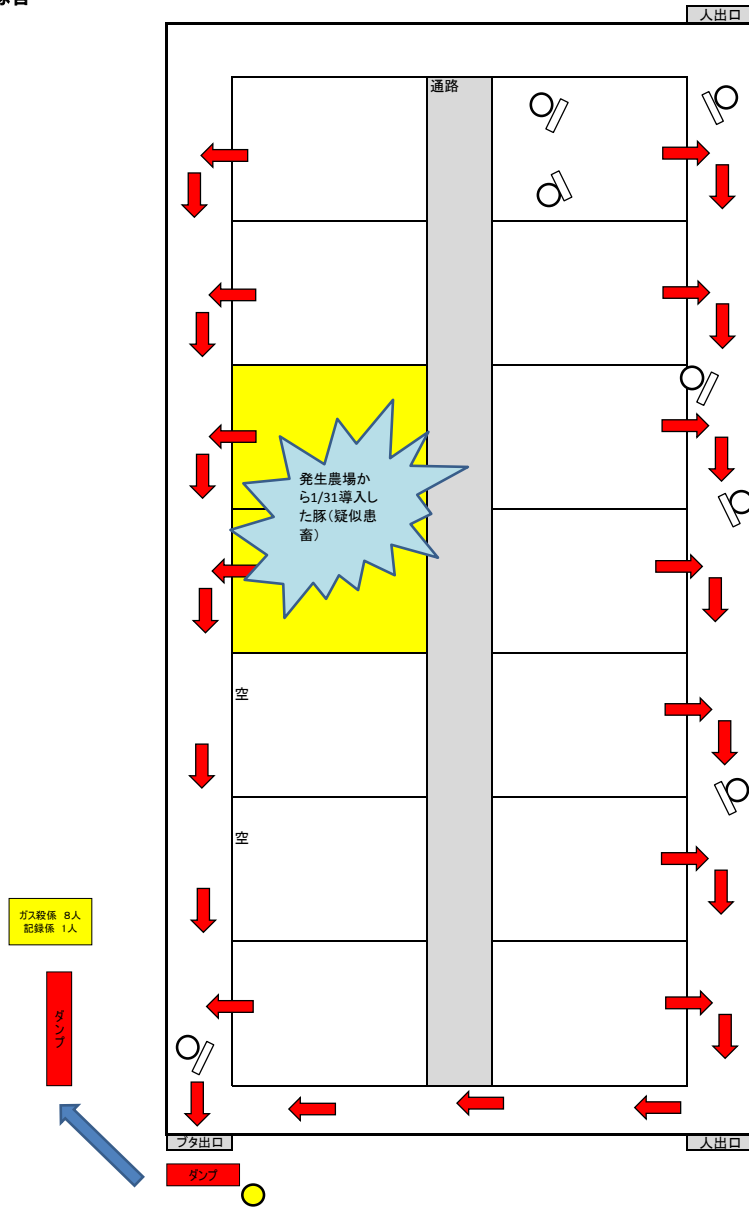 人出口
通路
発生農場か
ら1/31導入し
た豚(疑似患
畜)
空
空
ガス殺係 8人
記録係 1人
ダンプ
ブタ出口
人出口
ダンプ